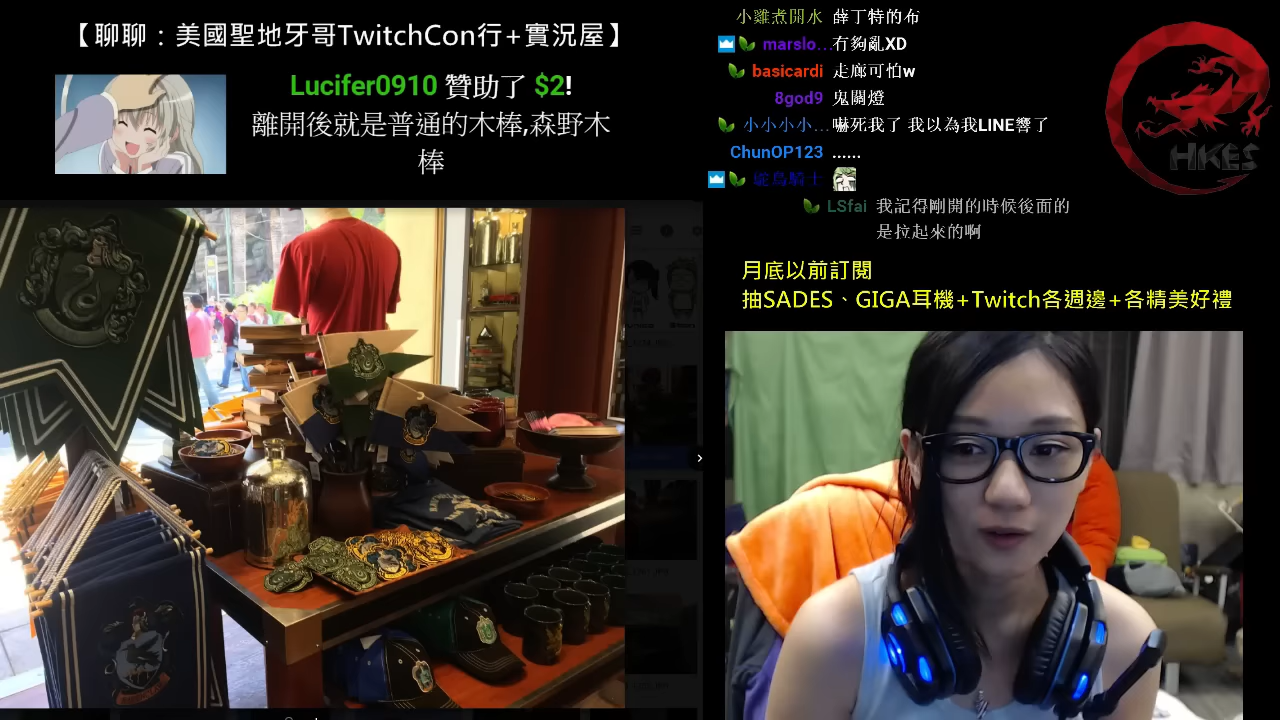 【聊聊：美國聖地牙哥TwitchCon行+實況屋】
Lucifer0910 贊助了 $2!
離開後就是普通的木棒,森野木
棒
小雞煮開水 薛丁特的布
marslo... 冇夠亂XD
basicardi 走廊可怕w
8god9 鬼關燈
小小小小... 嚇死我了 我以為我LINE響了
ChunOP123 ......
鴕鳥騎士
LSfai 我記得剛開的時候後面的
是拉起來的啊
HKES
月底以前訂閱
抽SADES、GIGA耳機+Twitch各週邊+各精美好禮